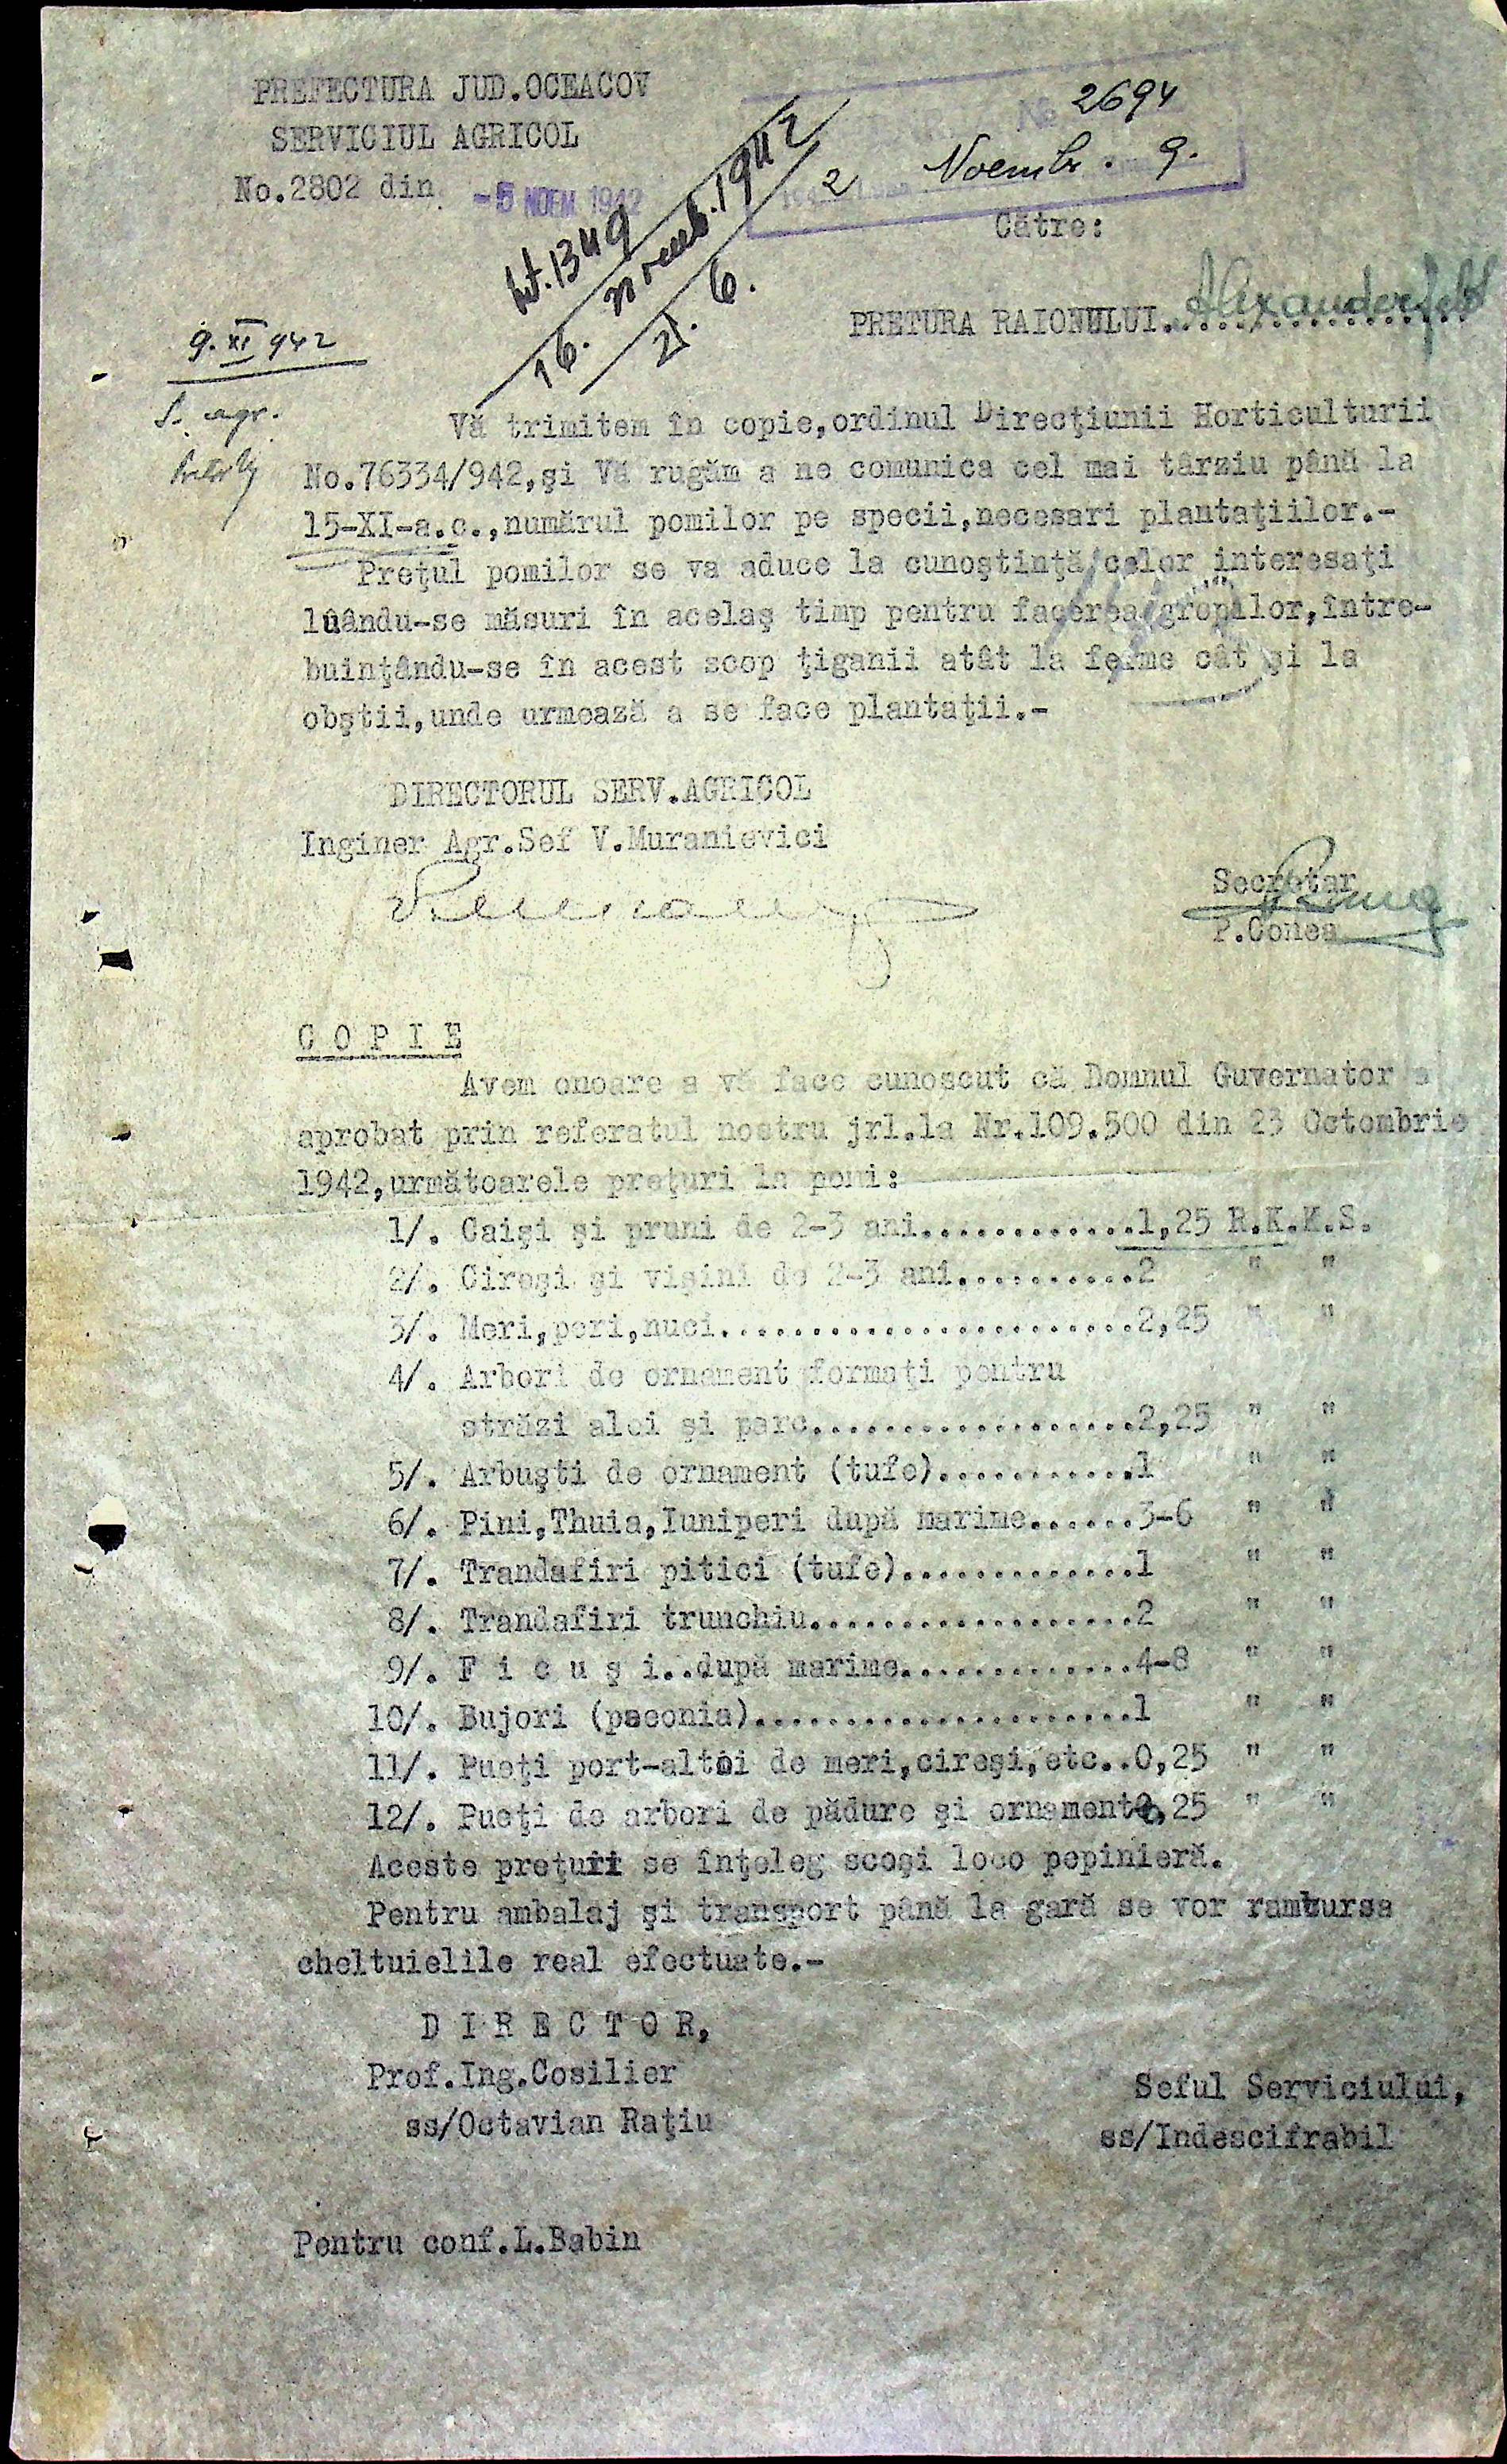 PREFECTURA JUD.OCEACOV
SERVICIUL AGRICOL
No.2802 din -5 NOEM 1942
No 2694
2 Noembr. 9.
1349
16. noemb. 1942
21. 6.
Către:
PRETURA RAIONULUI. Alexanderfeld
9. XI 942
S. agr.
Vă trimitem în copie,ordinul Direcţiunii Horticulturii
No.76334/942,şi Vă rugăm a ne comunica cel mai târziu până la
15-XI-a.c.,numărul pomilor pe specii,necesari plantaţiilor.-
Preţul pomilor se va aduce la cunoştinţă celor interesaţi
luându-se măsuri în acelaş timp pentru facerea gropilor,între-
buinţându-se în acest scop ţiganii atât la ferme cât şi la
obştii,unde urmează a se face plantaţii.-
DIRECTORUL SERV.AGRICOL
Inginer Agr.Sef V.Muranievici
Secretar
P.Conea
C O P I E
Avem onoare a vă face cunoscut că Domnul Guvernator a
aprobat prin referatul nostru jrl.la Nr.109.500 din 23 Octombrie
1942,următoarele preţuri la pomi:
1/. Caişi şi pruni de 2-3 ani.............1,25 R.K.K.S.
2/. Cireşi şi vişini de 2-3 ani...........2 " "
3/. Meri,peri,nuci.........................2,25 " "
4/. Arbori de ornament formaţi pentru
străzi alei şi parc....................2,25 " "
5/. Arbuşti de ornament (tufe)............1 " "
6/. Pini,Thuia,Iuniperi după marime......3-6 " "
7/. Trandafiri pitici (tufe)..............1 " "
8/. Trandafiri trunchiu....................2 " "
9/. F i c u ş i..după marime..............4-8 " "
10/. Bujori (paeonia).......................1 " "
11/. Pueţi port-altoi de meri,cireşi,etc..0,25 " "
12/. Pueţi de arbori de pădure şi ornament0,25 " "
Aceste preţuri se înţeleg scoşi loco pepinieră.
Pentru ambalaj şi transport până la gară se vor rambursa
cheltuielile real efectuate.-
D I R E C T O R,
Prof.Ing.Cosilier
ss/Octavian Raţiu
Seful Serviciului,
ss/Indescifrabil
Pentru conf.L.Babin